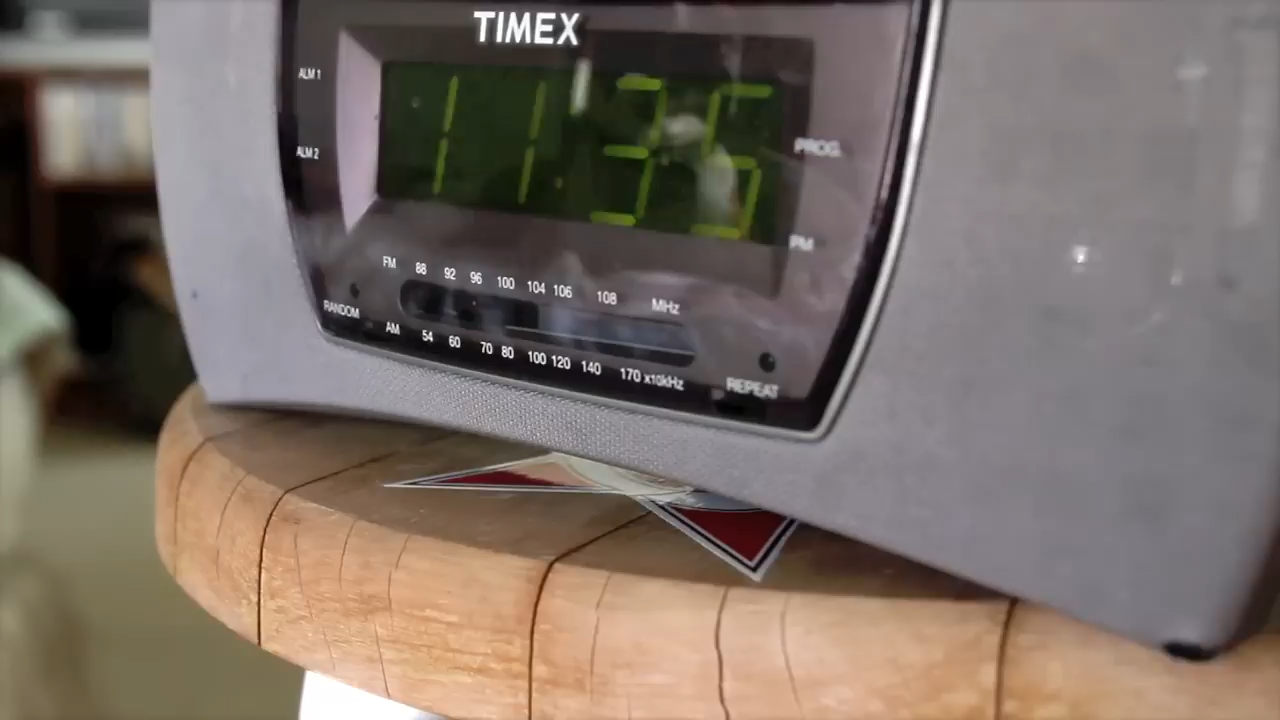 TIMEX
ALM 1
ALM 2
11:35
PROG.
PM
FM 88 92 96 100 104 106 108 MHz
RANDOM
AM 54 60 70 80 100 120 140 170 x10kHz
REPEAT